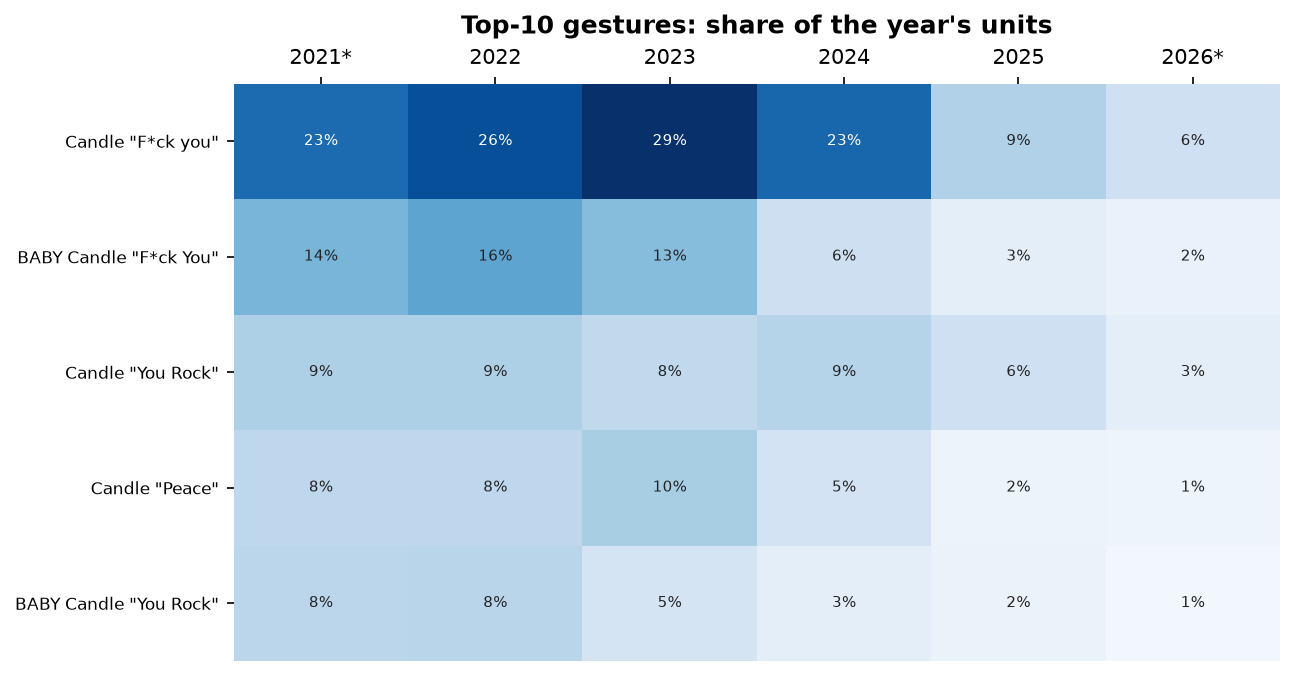 Top-10 gestures: share of the year's units
2021* 2022 2023 2024 2025 2026*
Candle "F*ck you" 23% 26% 29% 23% 9% 6%
BABY Candle "F*ck You" 14% 16% 13% 6% 3% 2%
Candle "You Rock" 9% 9% 8% 9% 6% 3%
Candle "Peace" 8% 8% 10% 5% 2% 1%
BABY Candle "You Rock" 8% 8% 5% 3% 2% 1%